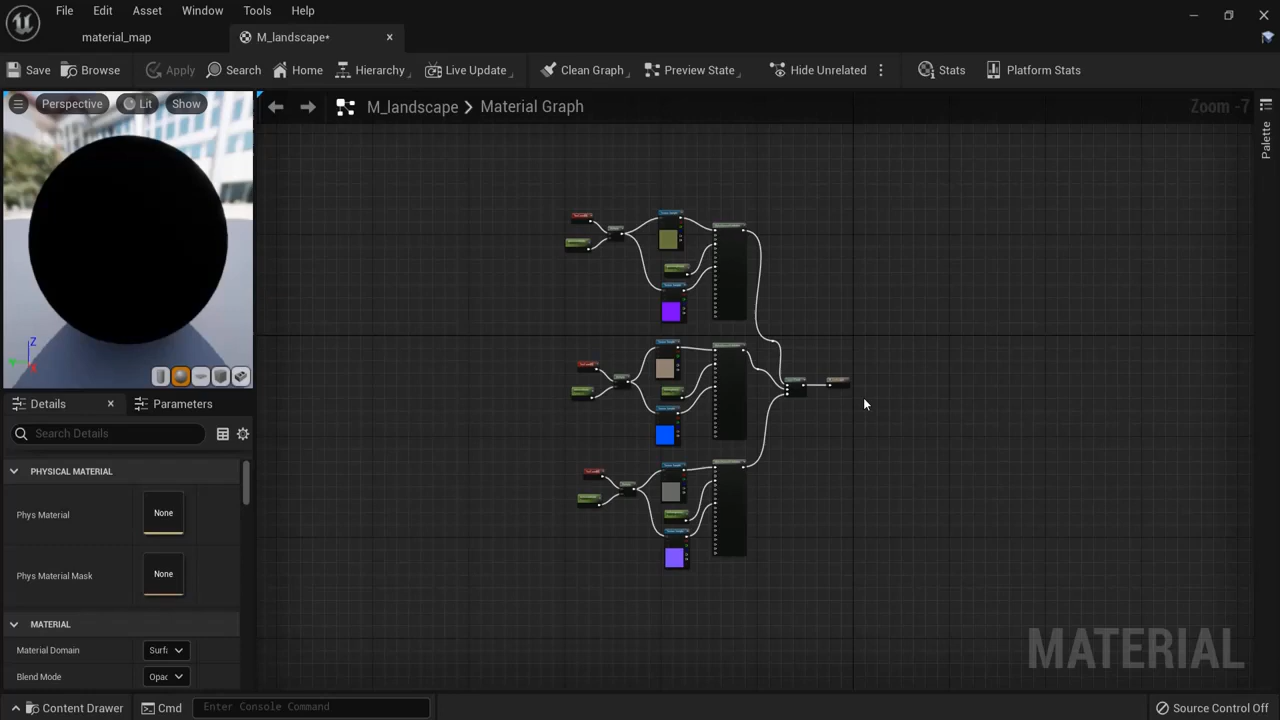 File Edit Asset Window Tools Help
material_map
M_landscape*
Save Browse Apply Search Home Hierarchy Live Update Clean Graph Preview State Hide Unrelated Stats Platform Stats
Perspective Lit Show
M_landscape > Material Graph
Zoom -7
Palette
Z
Details
Parameters
Search Details
PHYSICAL MATERIAL
Phys Material None
Phys Material Mask None
MATERIAL
Material Domain Surf
Blend Mode Opac
MATERIAL
Content Drawer Cmd Enter Console Command Source Control Off